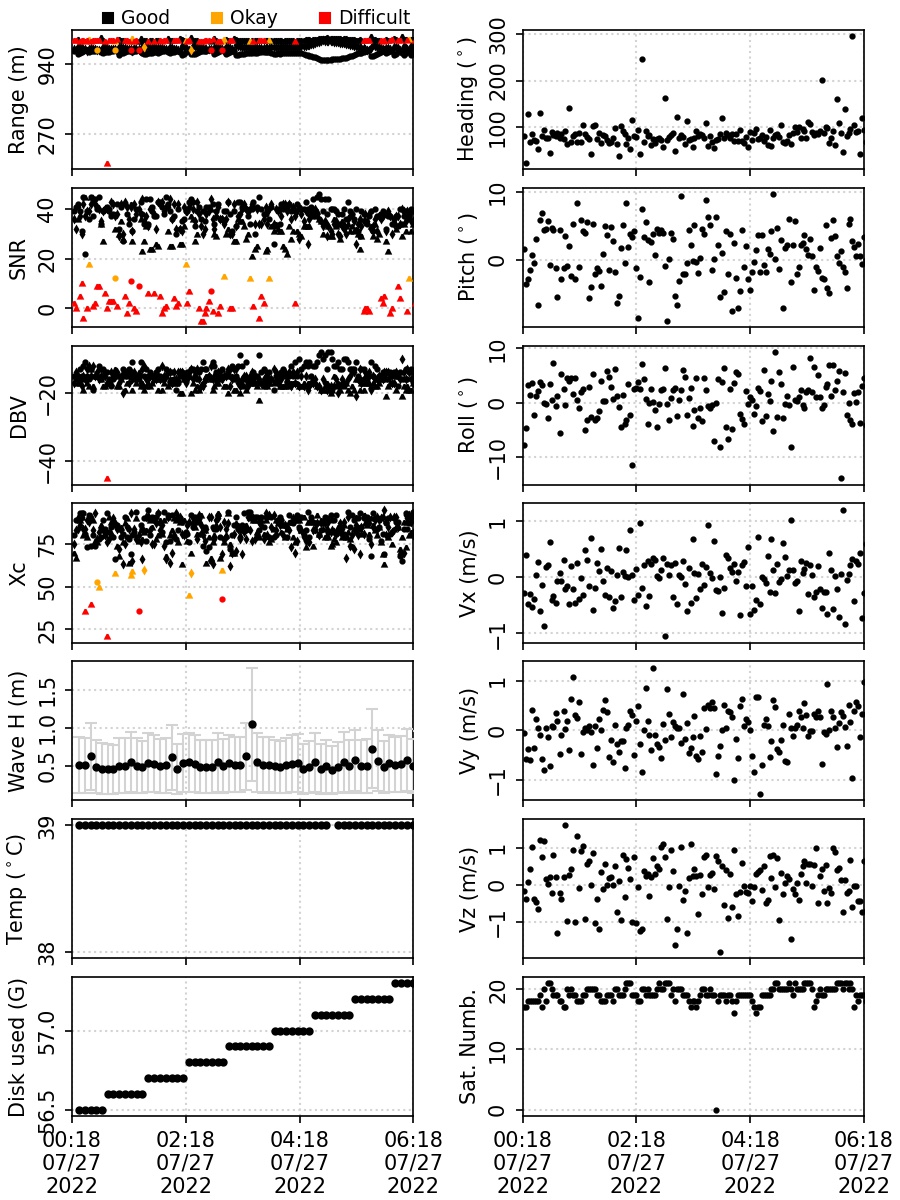 Good Okay Difficult
Range (m)
940
270
Heading (°)
300
200
100
SNR
40
20
0
Pitch (°)
10
0
DBV
−20
−40
Roll (°)
10
0
−10
Xc
75
50
25
Vx (m/s)
1
0
−1
Wave H (m)
1.5
1.0
0.5
Vy (m/s)
1
0
−1
Temp (°C)
39
38
Vz (m/s)
1
0
−1
Disk used (G)
57.0
56.5
Sat. Numb.
20
10
0
00:18 02:18 04:18 06:18
07/27 07/27 07/27 07/27
2022 2022 2022 2022
00:18 02:18 04:18 06:18
07/27 07/27 07/27 07/27
2022 2022 2022 2022